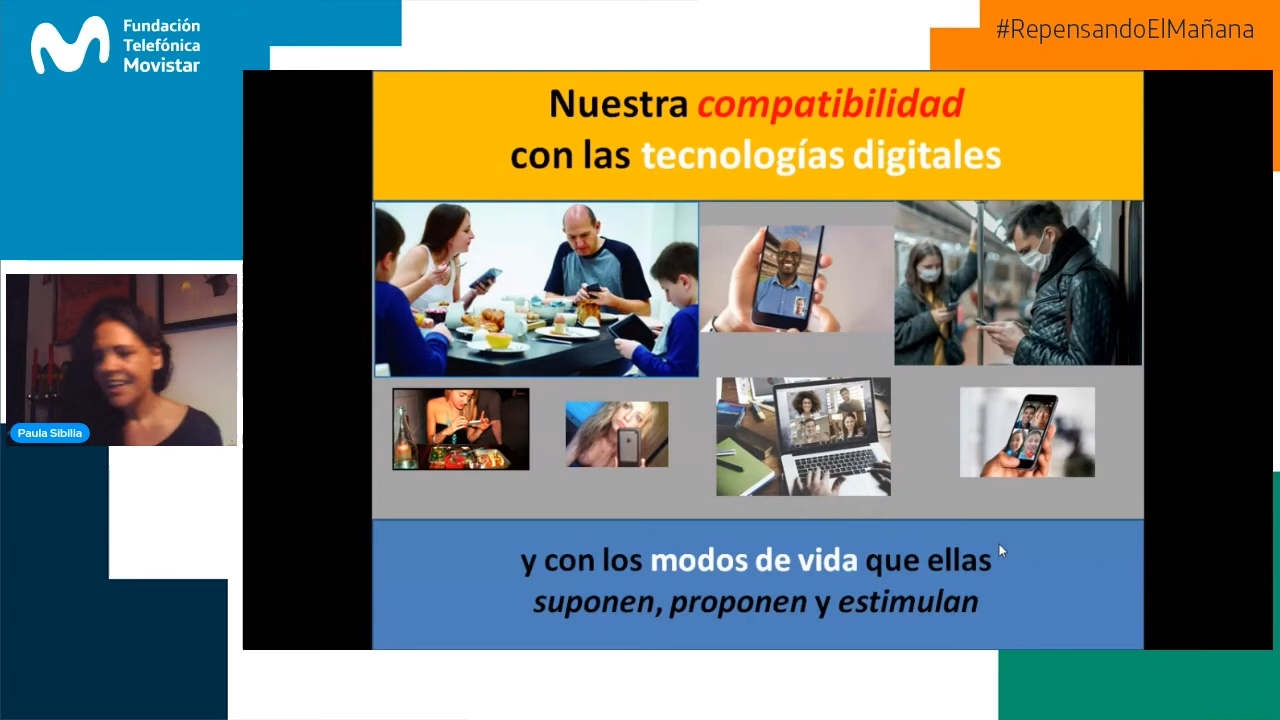 Fundación
Telefónica
Movistar
#RepensandoElMañana
Nuestra compatibilidad
con las tecnologías digitales
Paula Sibilia
y con los modos de vida que ellas
suponen, proponen y estimulan